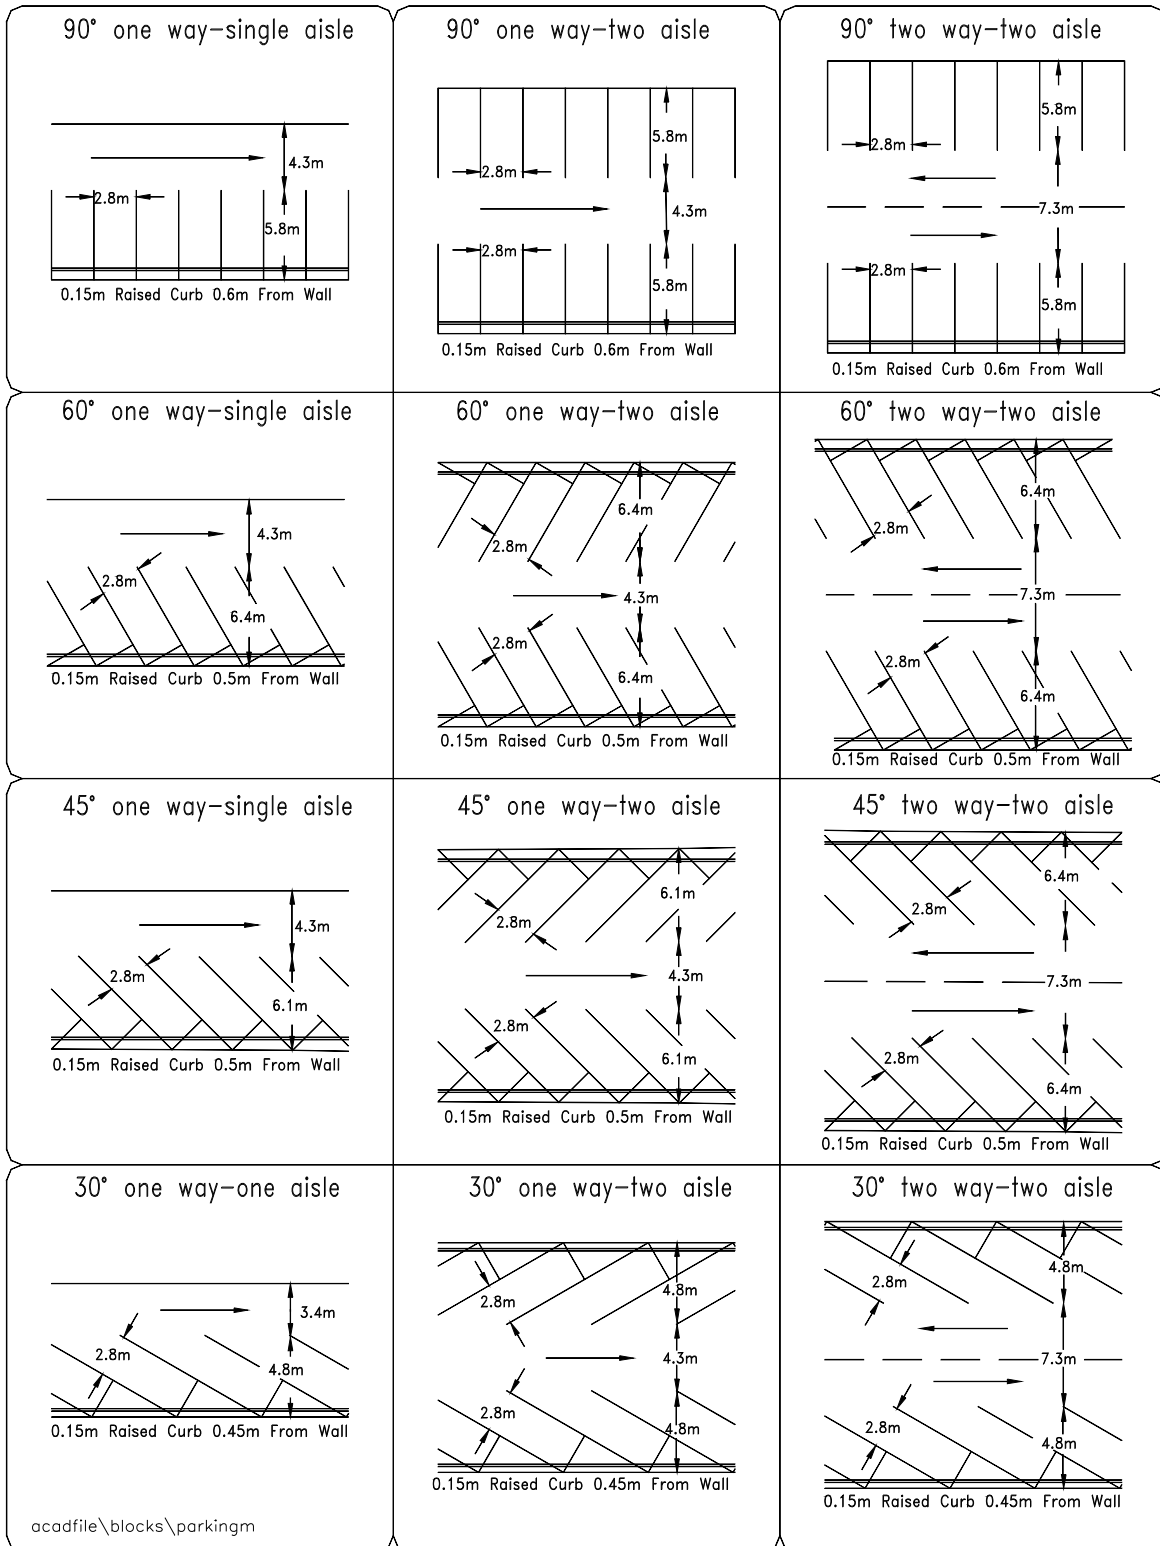 90° one way-single aisle
4.3m
2.8m
5.8m
0.15m Raised Curb 0.6m From Wall
90° one way-two aisle
5.8m
2.8m
4.3m
2.8m
5.8m
0.15m Raised Curb 0.6m From Wall
90° two way-two aisle
5.8m
2.8m
7.3m
2.8m
5.8m
0.15m Raised Curb 0.6m From Wall
60° one way-single aisle
4.3m
2.8m
6.4m
0.15m Raised Curb 0.5m From Wall
60° one way-two aisle
6.4m
2.8m
4.3m
2.8m
6.4m
0.15m Raised Curb 0.5m From Wall
60° two way-two aisle
6.4m
2.8m
7.3m
2.8m
6.4m
0.15m Raised Curb 0.5m From Wall
45° one way-single aisle
4.3m
2.8m
6.1m
0.15m Raised Curb 0.5m From Wall
45° one way-two aisle
6.1m
2.8m
4.3m
2.8m
6.1m
0.15m Raised Curb 0.5m From Wall
45° two way-two aisle
6.4m
2.8m
7.3m
2.8m
6.4m
0.15m Raised Curb 0.5m From Wall
30° one way-one aisle
3.4m
2.8m
4.8m
0.15m Raised Curb 0.45m From Wall
30° one way-two aisle
4.8m
2.8m
4.3m
2.8m
4.8m
0.15m Raised Curb 0.45m From Wall
30° two way-two aisle
4.8m
2.8m
7.3m
2.8m
4.8m
0.15m Raised Curb 0.45m From Wall
acadfile\blocks\parkingm